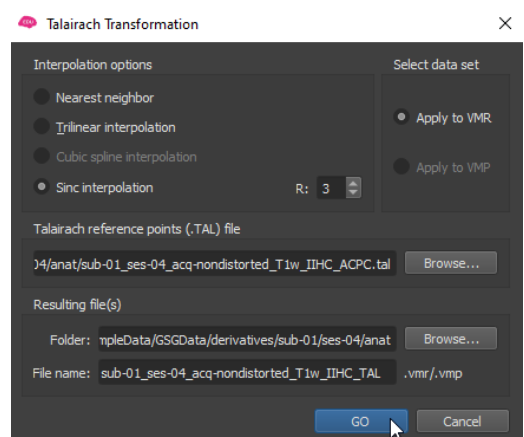 Talairach Transformation
Interpolation options
Select data set
Nearest neighbor
Trilinear interpolation
Cubic spline interpolation
Sinc interpolation
R: 3
Apply to VMR
Apply to VMP
Talairach reference points (.TAL) file
04/anat/sub-01_ses-04_acq-nondistorted_T1w_IIHC_ACPC.tal
Browse...
Resulting file(s)
Folder: mpleData/GSGData/derivatives/sub-01/ses-04/anat
Browse...
File name: sub-01_ses-04_acq-nondistorted_T1w_IIHC_TAL .vmr/.vmp
GO
Cancel